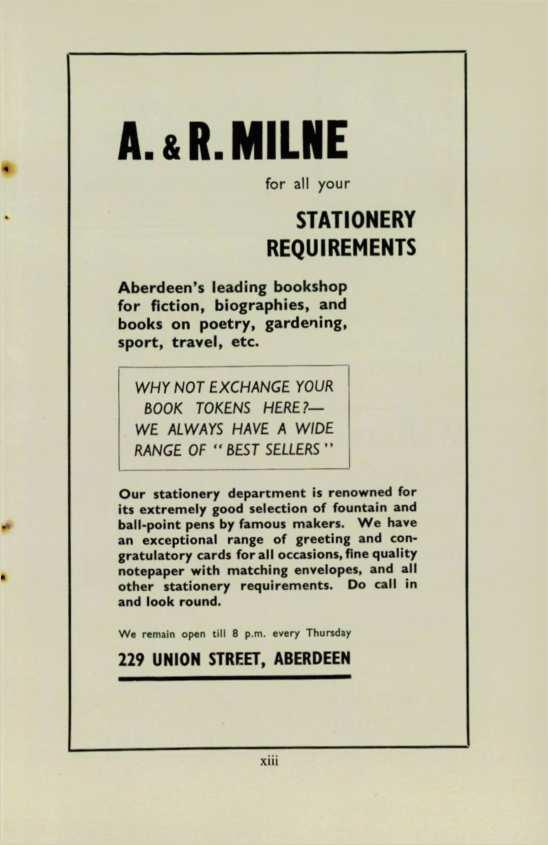 A. & R. MILNE
for all your
STATIONERY
REQUIREMENTS
Aberdeen's leading bookshop
for fiction, biographies, and
books on poetry, gardening,
sport, travel, etc.
WHY NOT EXCHANGE YOUR
BOOK TOKENS HERE?—
WE ALWAYS HAVE A WIDE
RANGE OF "BEST SELLERS"
Our stationery department is renowned for
its extremely good selection of fountain and
ball-point pens by famous makers. We have
an exceptional range of greeting and con-
gratulatory cards for all occasions, fine quality
notepaper with matching envelopes, and all
other stationery requirements. Do call in
and look round.
We remain open till 8 p.m. every Thursday
229 UNION STREET, ABERDEEN
xiii